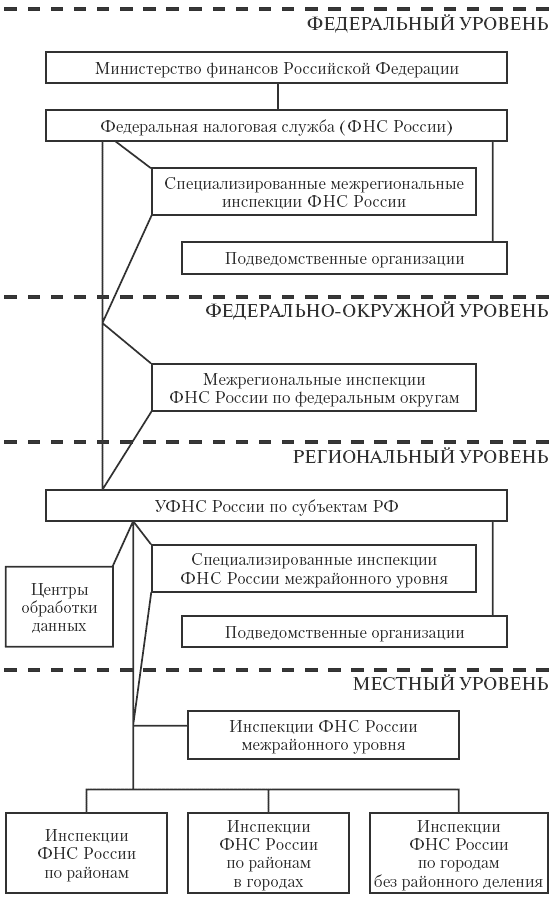 ФЕДЕРАЛЬНЫЙ УРОВЕНЬ
Министерство финансов Российской Федерации
Федеральная налоговая служба (ФНС России)
Специализированные межрегиональные
инспекции ФНС России
Подведомственные организации
ФЕДЕРАЛЬНО-ОКРУЖНОЙ УРОВЕНЬ
Межрегиональные инспекции
ФНС России по федеральным округам
РЕГИОНАЛЬНЫЙ УРОВЕНЬ
УФНС России по субъектам РФ
Специализированные инспекции
ФНС России межрайонного уровня
Центры
обработки
данных
Подведомственные организации
МЕСТНЫЙ УРОВЕНЬ
Инспекции ФНС России
межрайонного уровня
Инспекции
ФНС России
по районам
Инспекции
ФНС России
по районам
в городах
Инспекции
ФНС России
по городам
без районного деления